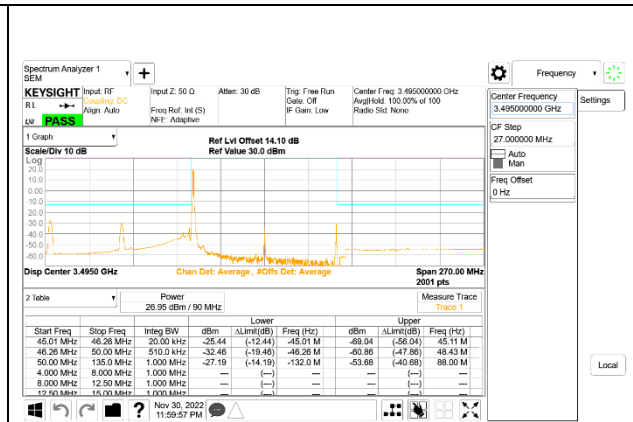 Spectrum Analyzer 1
SEM
+
Frequency
KEYSIGHT
Input: RF
Coupling: DC
Align: Auto
Input Z: 50 Ω
Freq Ref: Int (S)
NFE: Adaptive
Atten: 30 dB
Trig: Free Run
Gate: Off
IF Gain: Low
Center Freq: 3.495000000 GHz
Avg|Hold: 100.00% of 100
Radio Std: None
RL
PASS
Center Frequency
3.495000000 GHz
Settings
CF Step
27.000000 MHz
Auto
Man
Freq Offset
0 Hz
1 Graph
Scale/Div 10 dB
Ref Lvl Offset 14.10 dB
Ref Value 30.0 dBm
Log
20.0
10.0
0.00
-10.0
-20.0
-30.0
-40.0
-50.0
-60.0
Disp Center 3.4950 GHz
Chan Det: Average , #Offs Det: Average
Span 270.00 MHz
2001 pts
2 Table
Power
26.95 dBm / 90 MHz
Measure Trace
Trace 1
Lower Upper
Start Freq Stop Freq Integ BW dBm ΔLimit(dB) Freq (Hz) dBm ΔLimit(dB) Freq (Hz)
45.01 MHz 46.26 MHz 20.00 kHz -25.44 (-12.44) -45.01 M -69.04 (-56.04) 45.11 M
46.26 MHz 50.00 MHz 510.0 kHz -32.46 (-19.46) -46.26 M -60.86 (-47.86) 48.43 M
50.00 MHz 135.0 MHz 1.000 MHz -27.19 (-14.19) -132.0 M -53.68 (-40.68) 88.00 M
4.000 MHz 8.000 MHz 1.000 MHz --- (---) --- (---)
8.000 MHz 12.50 MHz 1.000 MHz --- (---) --- (---)
12.50 MHz 15.00 MHz 1.000 MHz --- (---) --- (---)
Local
?
Nov 30, 2022
11:59:57 PM